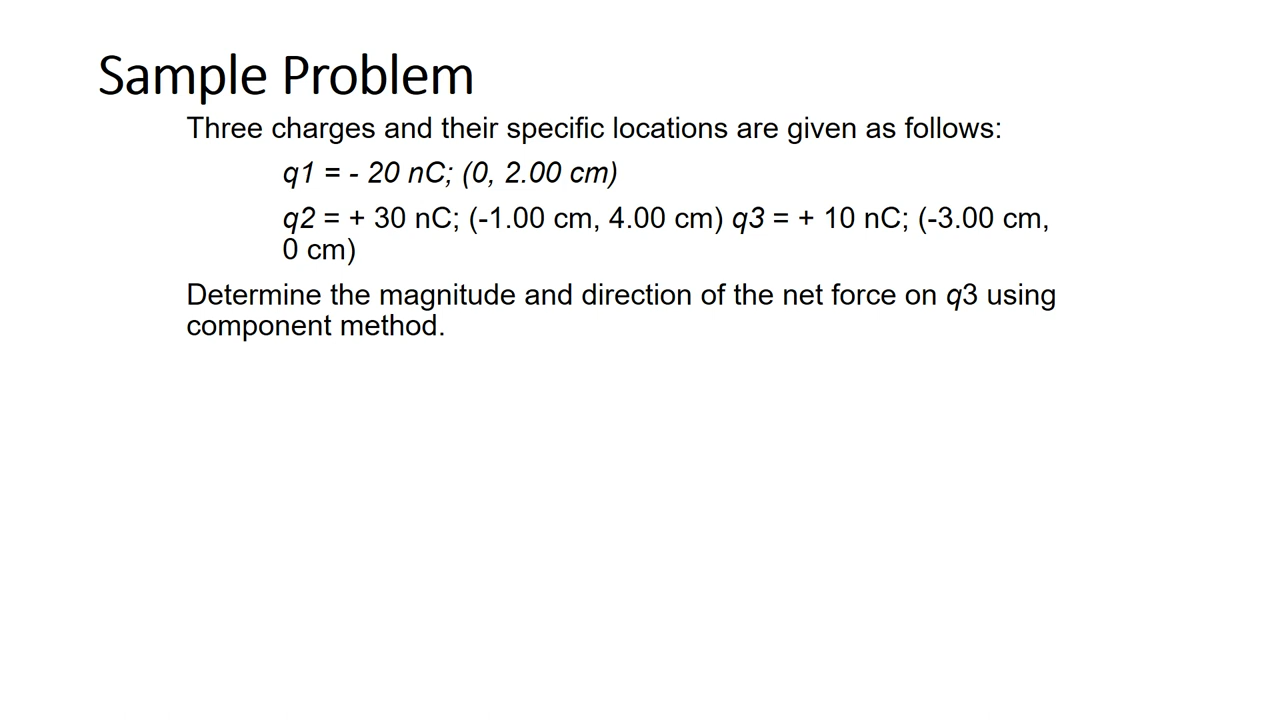 Sample Problem
Three charges and their specific locations are given as follows:
q1 = - 20 nC; (0, 2.00 cm)
q2 = + 30 nC; (-1.00 cm, 4.00 cm) q3 = + 10 nC; (-3.00 cm,
0 cm)
Determine the magnitude and direction of the net force on q3 using
component method.